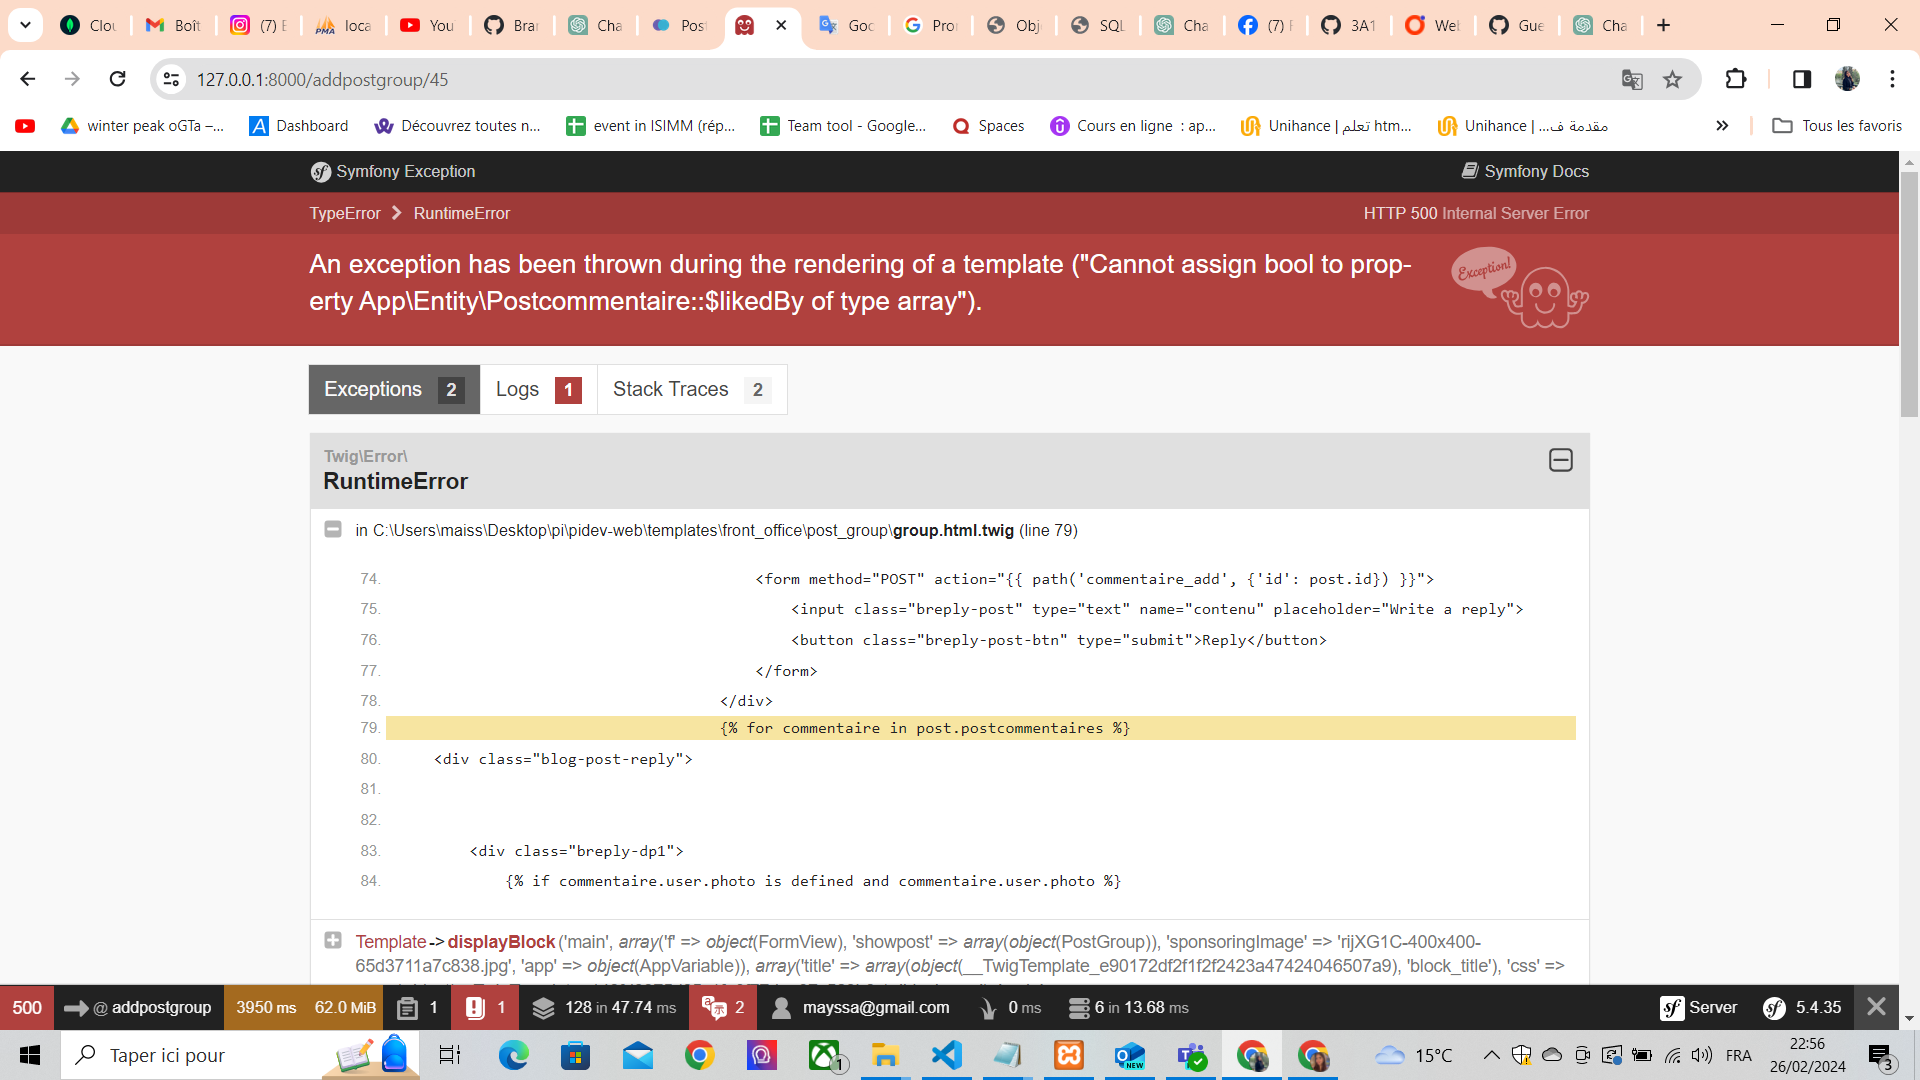 Clou
Boît
(7) E
loca
You
Bran
Cha
Post
Goc
Pro
Obj
SQL
Cha
(7) F
3A1
Web
Gue
Cha
127.0.0.1:8000/addpostgroup/45
winter peak oGTa –...
Dashboard
Découvrez toutes n...
event in ISIMM (rép...
Team tool - Google...
Spaces
Cours en ligne : ap...
Unihance | تعلم htm...
Unihance | مقدمة ف...
Tous les favoris
Symfony Exception
Symfony Docs
TypeError > RuntimeError
HTTP 500 Internal Server Error
An exception has been thrown during the rendering of a template ("Cannot assign bool to prop-
erty App\Entity\Postcommentaire::$likedBy of type array").
Exception!
Exceptions 2
Logs 1
Stack Traces 2
Twig\Error\
RuntimeError
in C:\Users\maiss\Desktop\pi\pidev-web\templates\front_office\post_group\group.html.twig (line 79)
74. <form method="POST" action="{{ path('commentaire_add', {'id': post.id}) }}">
75. <input class="breply-post" type="text" name="contenu" placeholder="Write a reply">
76. <button class="breply-post-btn" type="submit">Reply</button>
77. </form>
78. </div>
79. {% for commentaire in post.postcommentaires %}
80. <div class="blog-post-reply">
81.
82.
83. <div class="breply-dp1">
84. {% if commentaire.user.photo is defined and commentaire.user.photo %}
Template->displayBlock('main', array('f' => object(FormView), 'showpost' => array(object(PostGroup)), 'sponsoringImage' => 'rijXG1C-400x400-
65d3711a7c838.jpg', 'app' => object(AppVariable)), array('title' => array(object(__TwigTemplate_e90172df2f1f2f2423a47424046507a9), 'block_title'), 'css' =>
500 @ addpostgroup 3950 ms 62.0 MiB 1 1 128 in 47.74 ms 2 mayssa@gmail.com 0 ms 6 in 13.68 ms Server 5.4.35
Taper ici pour
15°C
FRA
22:56
26/02/2024
3